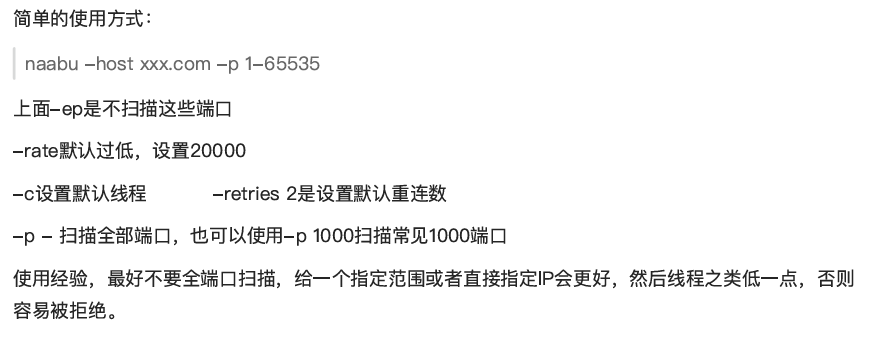 简单的使用方式：
naabu –host xxx.com –p 1–65535
上面–ep是不扫描这些端口
–rate默认过低，设置20000
–c设置默认线程 –retries 2是设置默认重连数
–p – 扫描全部端口，也可以使用–p 1000扫描常见1000端口
使用经验，最好不要全端口扫描，给一个指定范围或者直接指定IP会更好，然后线程之类低一点，否则
容易被拒绝。